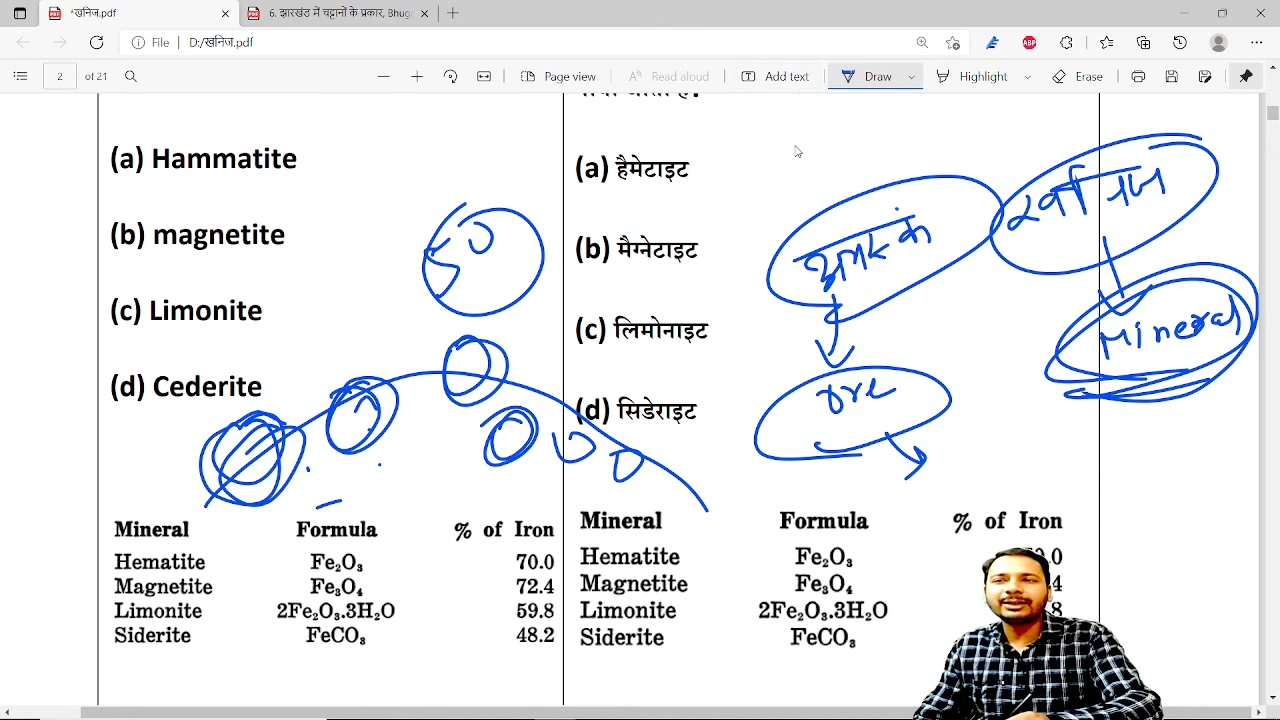 *खनिज.pdf
6. झारखंड में चट्टानों के प्रकार, Bhug
File
D:/खनिज.pdf
2
of 21
Page view
Read aloud
Add text
Draw
Highlight
Erase
(a) Hammatite
(b) magnetite
(c) Limonite
(d) Cederite
(a) हैमेटाइट
(b) मैग्नेटाइट
(c) लिमोनाइट
(d) सिडेराइट
ore
Mineral
Mineral Formula % of Iron
Hematite Fe₂O₃ 70.0
Magnetite Fe₃O₄ 72.4
Limonite 2Fe₂O₃.3H₂O 59.8
Siderite FeCO₃ 48.2
Mineral Formula % of Iron
Hematite Fe₂O₃
Magnetite Fe₃O₄
Limonite 2Fe₂O₃.3H₂O
Siderite FeCO₃